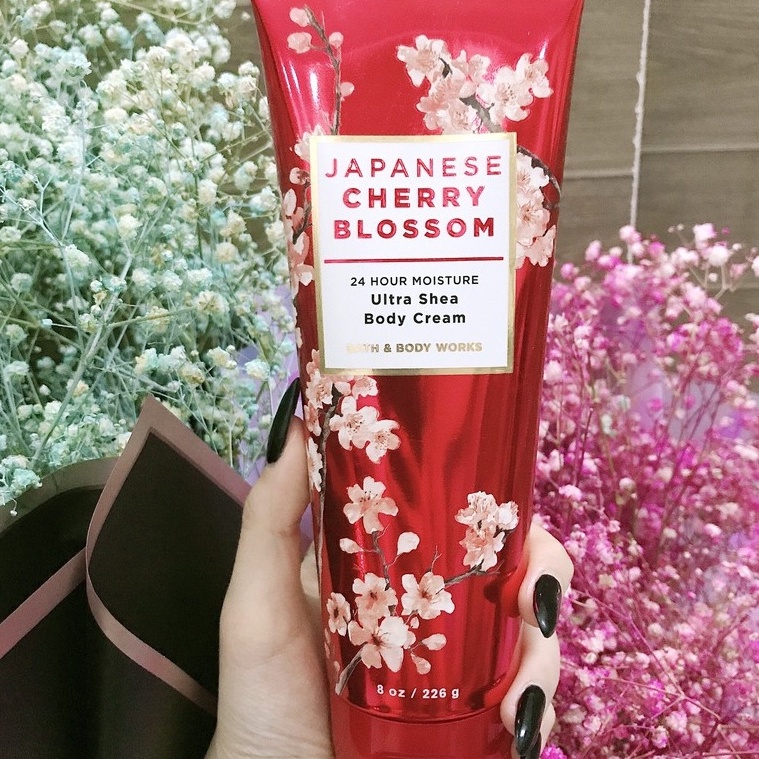 JAPANESE
CHERRY
BLOSSOM
24 HOUR MOISTURE
Ultra Shea
Body Cream
BATH & BODY WORKS
8 oz / 226 g